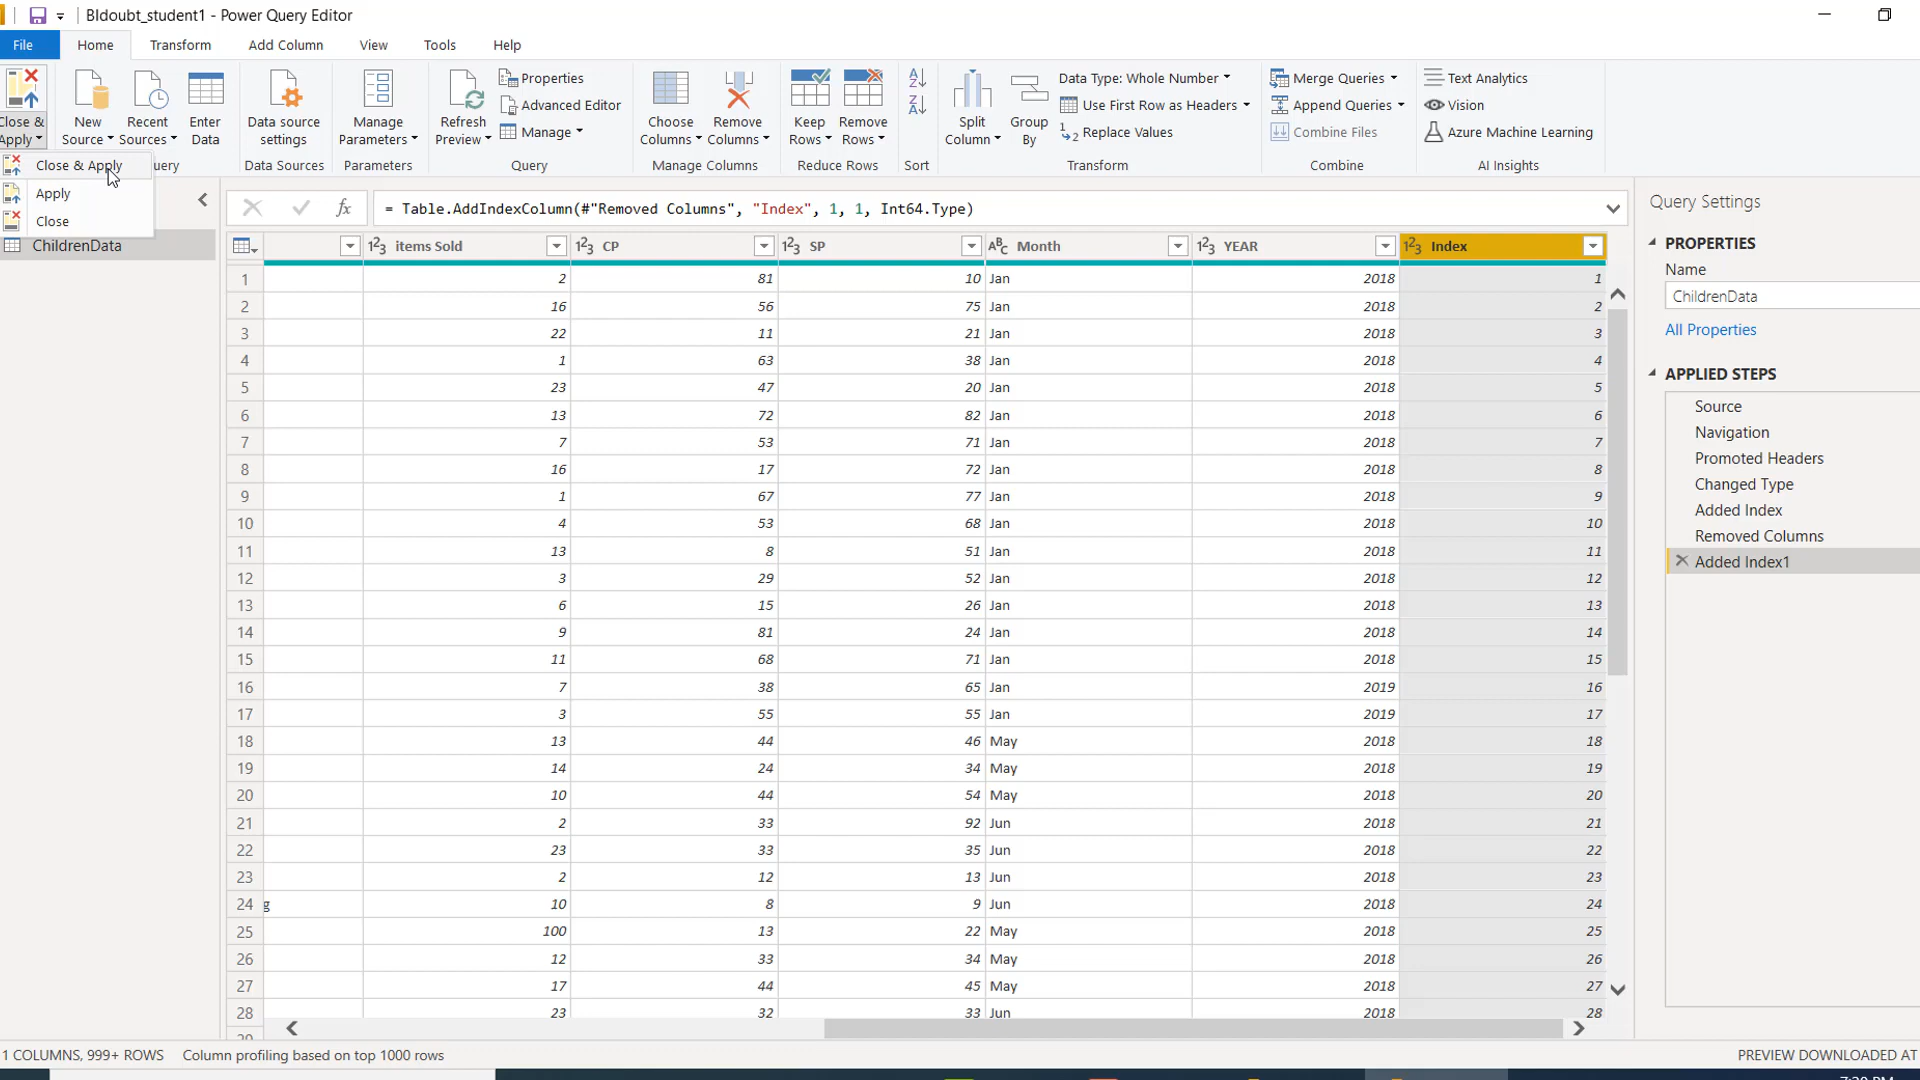 BIdoubt_student1 - Power Query Editor
File Home Transform Add Column View Tools Help
Close & Apply
New Source
Recent Sources
Enter Data
Data source settings
Data Sources
Manage Parameters
Parameters
Refresh Preview
Properties
Advanced Editor
Manage
Query
Choose Columns
Remove Columns
Manage Columns
Keep Rows
Remove Rows
Reduce Rows
Sort
Split Column
Group By
Data Type: Whole Number
Use First Row as Headers
Replace Values
Transform
Merge Queries
Append Queries
Combine Files
Combine
Text Analytics
Vision
Azure Machine Learning
AI Insights
Close & Apply
Apply
Close
ChildrenData
= Table.AddIndexColumn(#"Removed Columns", "Index", 1, 1, Int64.Type)
items Sold CP SP Month YEAR Index
1 2 81 10 Jan 2018 1
2 16 56 75 Jan 2018 2
3 22 11 21 Jan 2018 3
4 1 63 38 Jan 2018 4
5 23 47 20 Jan 2018 5
6 13 72 82 Jan 2018 6
7 7 53 71 Jan 2018 7
8 16 17 72 Jan 2018 8
9 1 67 77 Jan 2018 9
10 4 53 68 Jan 2018 10
11 13 8 51 Jan 2018 11
12 3 29 52 Jan 2018 12
13 6 15 26 Jan 2018 13
14 9 81 24 Jan 2018 14
15 11 68 71 Jan 2018 15
16 7 38 65 Jan 2019 16
17 3 55 55 Jan 2019 17
18 13 44 46 May 2018 18
19 14 24 34 May 2018 19
20 10 44 54 May 2018 20
21 2 33 92 Jun 2018 21
22 23 33 35 Jun 2018 22
23 2 12 13 Jun 2018 23
24 g 10 8 9 Jun 2018 24
25 100 13 22 May 2018 25
26 12 33 34 May 2018 26
27 17 44 45 May 2018 27
28 23 32 33 Jun 2018 28
Query Settings
PROPERTIES
Name
ChildrenData
All Properties
APPLIED STEPS
Source
Navigation
Promoted Headers
Changed Type
Added Index
Removed Columns
Added Index1
1 COLUMNS, 999+ ROWS Column profiling based on top 1000 rows
PREVIEW DOWNLOADED AT